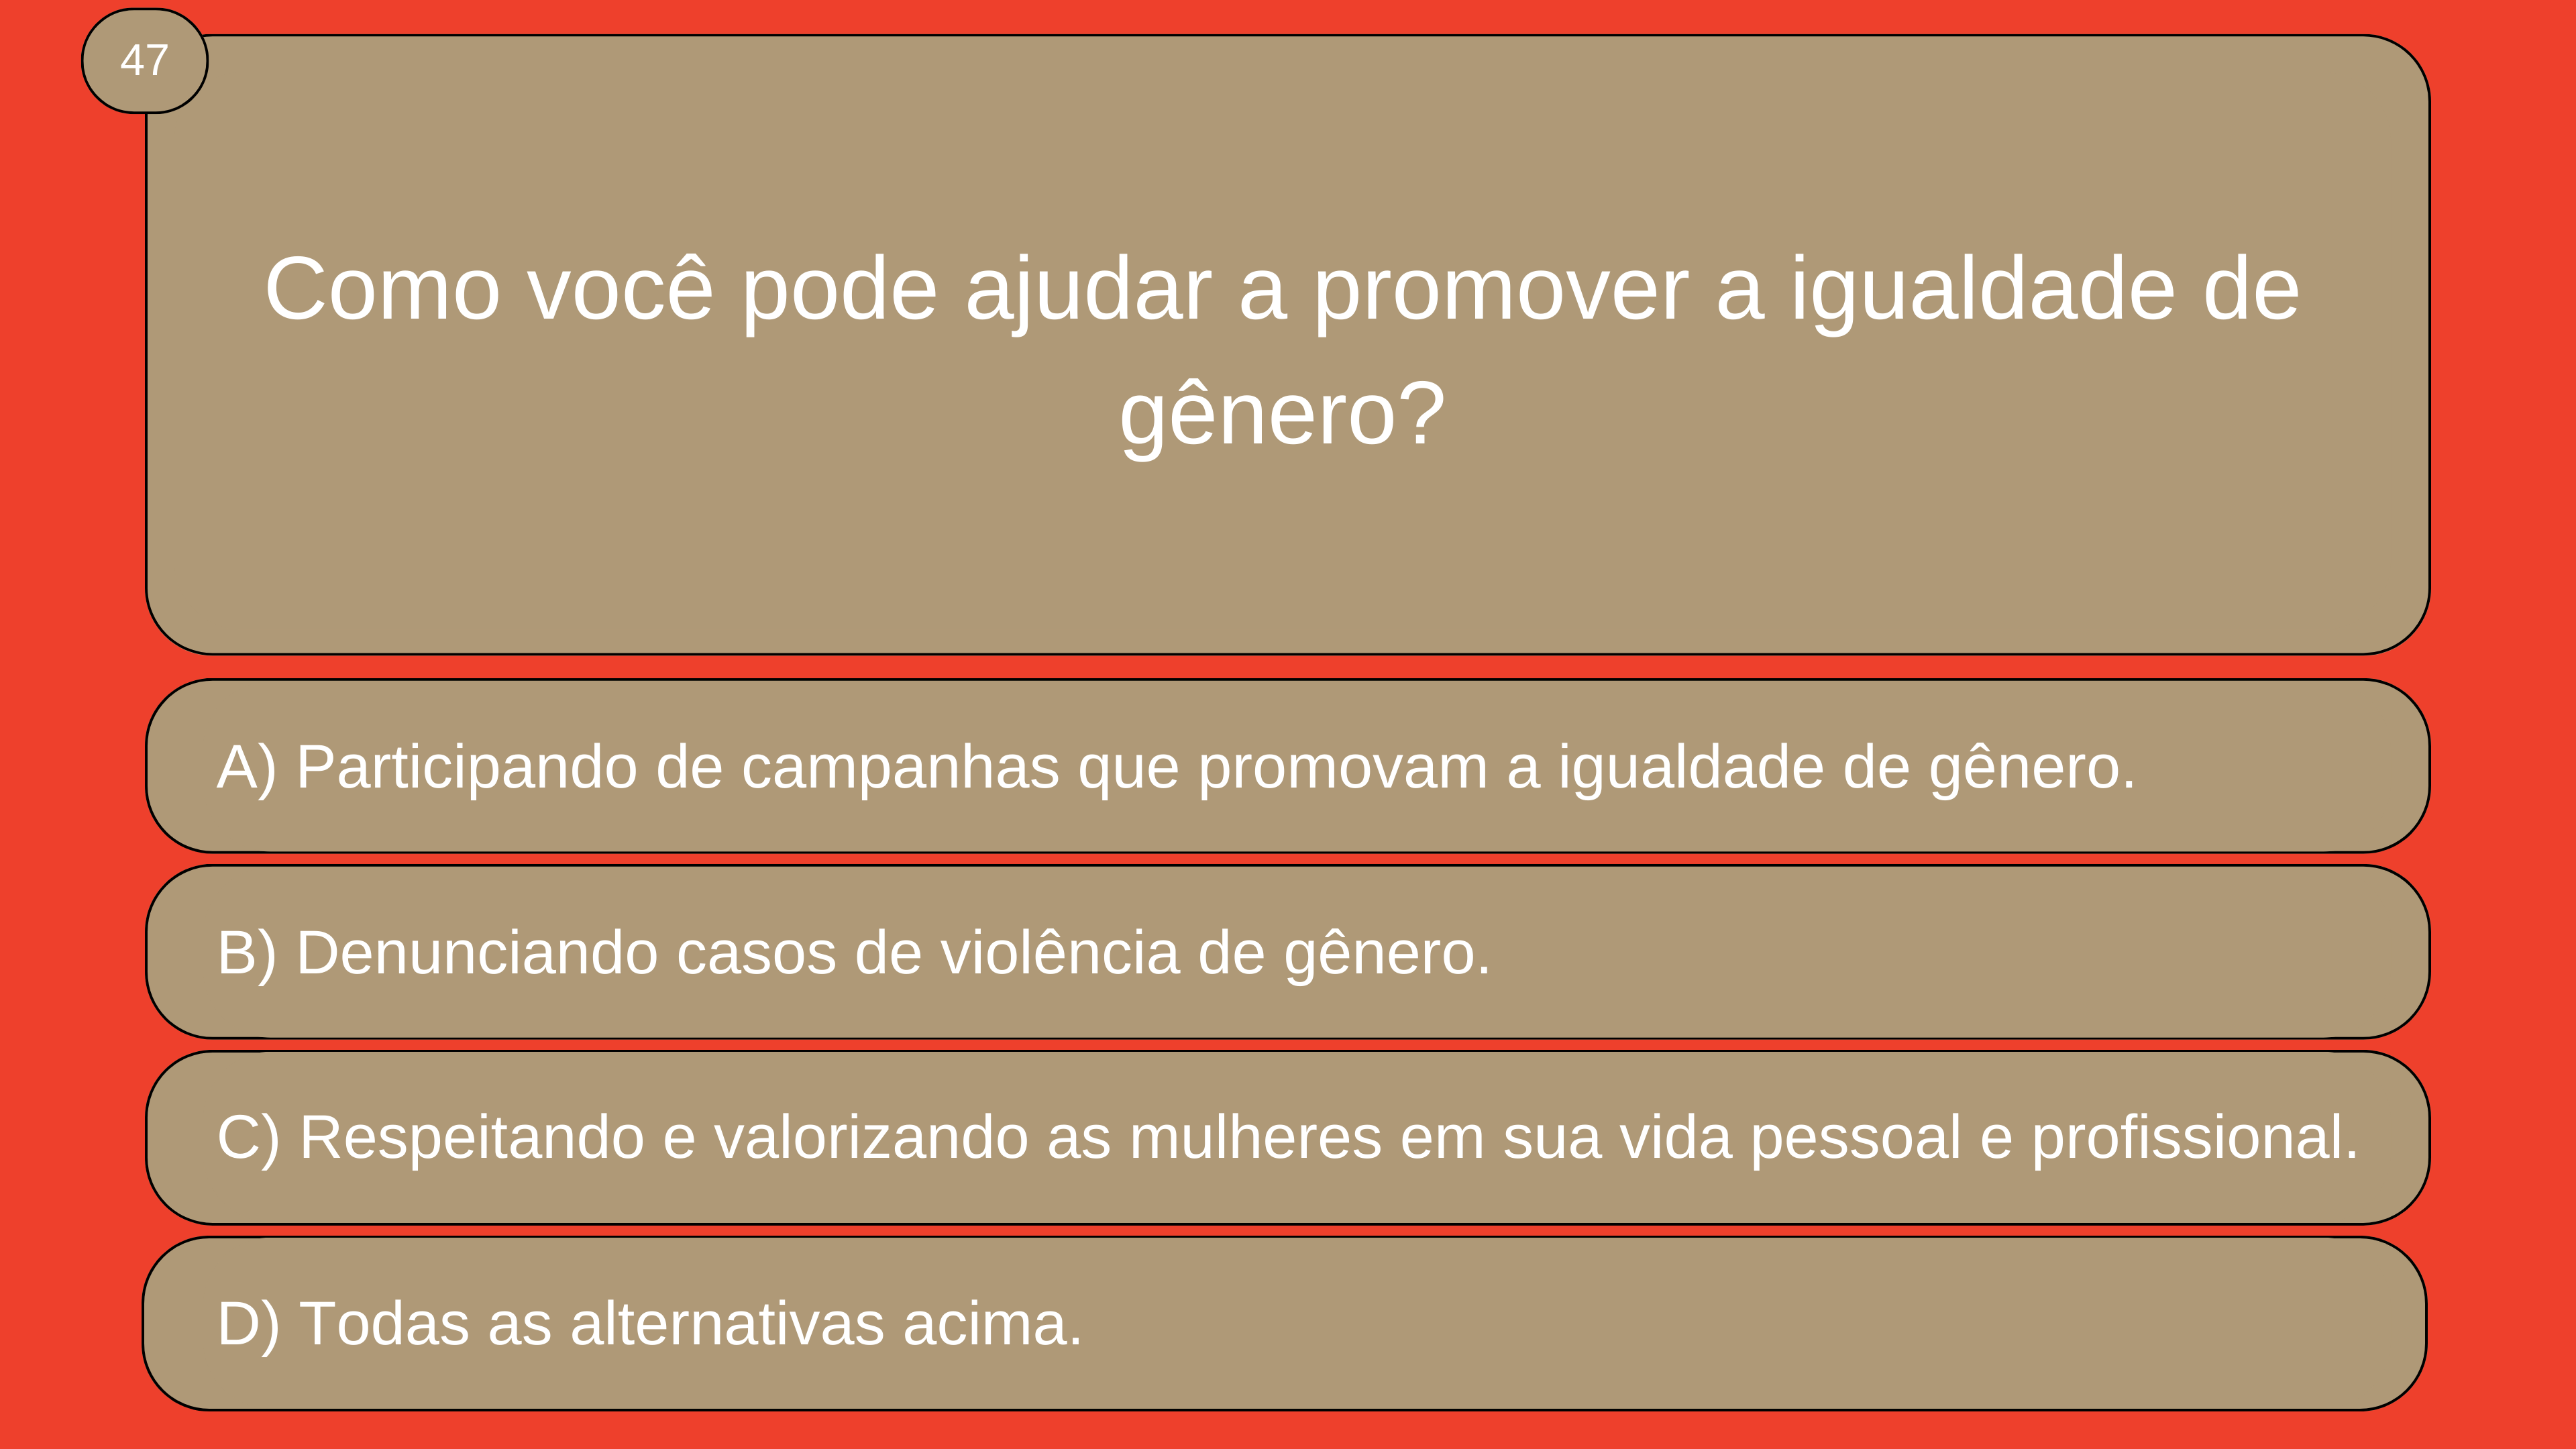 47
Como você pode ajudar a promover a igualdade de
gênero?
A) Participando de campanhas que promovam a igualdade de gênero.
B) Denunciando casos de violência de gênero.
C) Respeitando e valorizando as mulheres em sua vida pessoal e profissional.
D) Todas as alternativas acima.